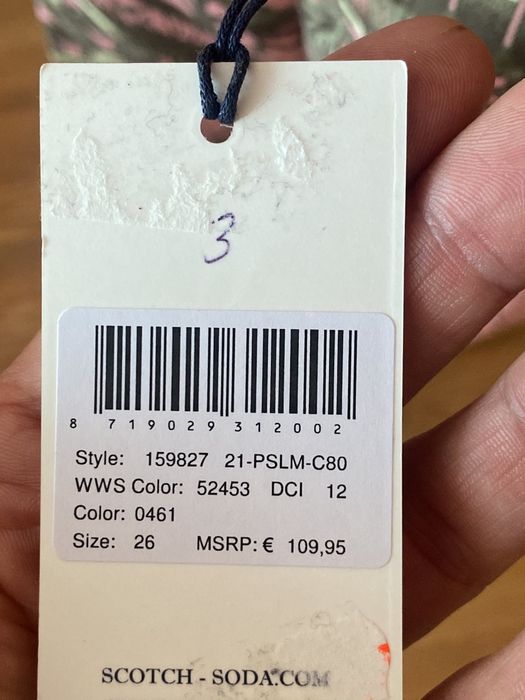 3
8 719029 312002
Style: 159827 21-PSLM-C80
WWS Color: 52453 DCI 12
Color: 0461
Size: 26 MSRP: € 109,95
SCOTCH - SODA.COM